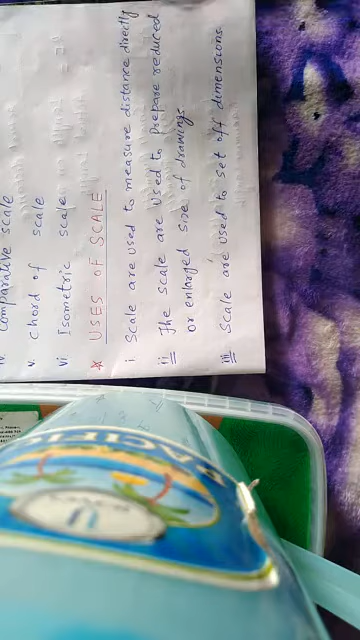 iv Comparative scale
v. Chord of scale
vi Isometric scale
* USES OF SCALE
i Scale are used to measure distance directly
ii The scale are used to Prepare reduced
or enlarged size of drawings
iii Scale are used to set off dimensions.
PACIFIC